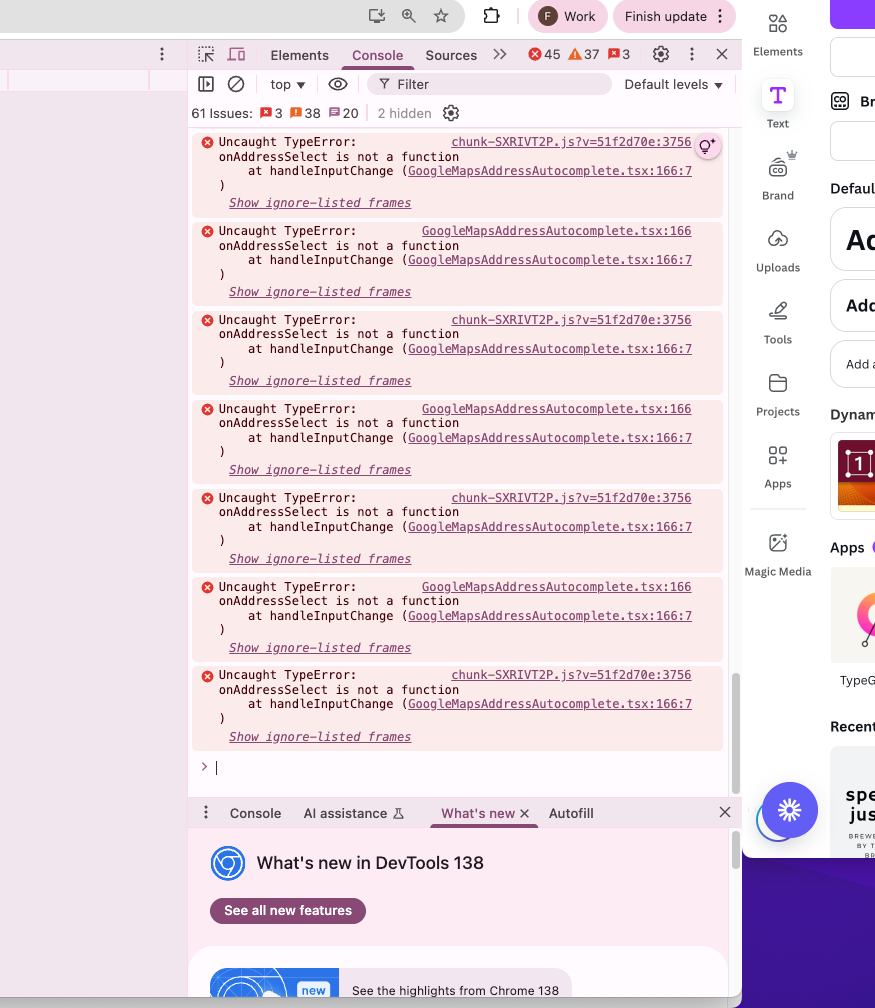 F Work
Finish update
Elements Console Sources 45 37 3
top Filter Default levels
61 Issues: 3 38 20 2 hidden
Uncaught TypeError: chunk-SXRIVT2P.js?v=51f2d70e:3756
onAddressSelect is not a function
at handleInputChange (GoogleMapsAddressAutocomplete.tsx:166:7
)
Show ignore-listed frames
Uncaught TypeError: GoogleMapsAddressAutocomplete.tsx:166
onAddressSelect is not a function
at handleInputChange (GoogleMapsAddressAutocomplete.tsx:166:7
)
Show ignore-listed frames
Uncaught TypeError: chunk-SXRIVT2P.js?v=51f2d70e:3756
onAddressSelect is not a function
at handleInputChange (GoogleMapsAddressAutocomplete.tsx:166:7
)
Show ignore-listed frames
Uncaught TypeError: GoogleMapsAddressAutocomplete.tsx:166
onAddressSelect is not a function
at handleInputChange (GoogleMapsAddressAutocomplete.tsx:166:7
)
Show ignore-listed frames
Uncaught TypeError: chunk-SXRIVT2P.js?v=51f2d70e:3756
onAddressSelect is not a function
at handleInputChange (GoogleMapsAddressAutocomplete.tsx:166:7
)
Show ignore-listed frames
Uncaught TypeError: GoogleMapsAddressAutocomplete.tsx:166
onAddressSelect is not a function
at handleInputChange (GoogleMapsAddressAutocomplete.tsx:166:7
)
Show ignore-listed frames
Uncaught TypeError: chunk-SXRIVT2P.js?v=51f2d70e:3756
onAddressSelect is not a function
at handleInputChange (GoogleMapsAddressAutocomplete.tsx:166:7
)
Show ignore-listed frames
>
Console AI assistance What's new Autofill
What's new in DevTools 138
See all new features
new
See the highlights from Chrome 138
Elements
Text
Brand
Uploads
Tools
Projects
Apps
Magic Media
Br
Defaul
Ad
Add
Add a
Dynam
1
Apps
TypeG
Recent
spe
jus
BREWE
BY T
BR